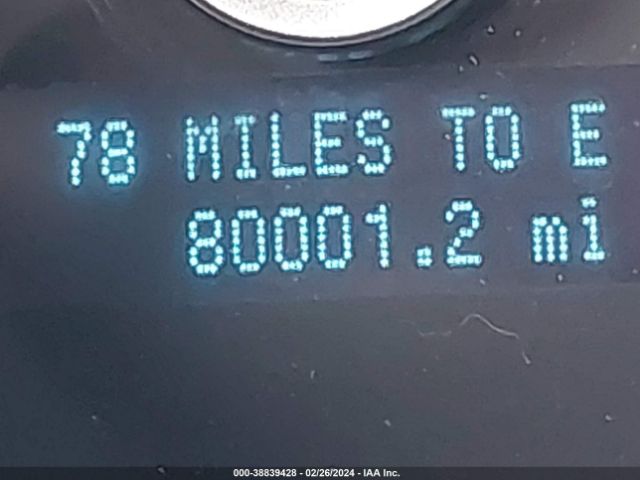 78 MILES TO E
80001.2 mi
000-38839428 - 02/26/2024 - IAA Inc.